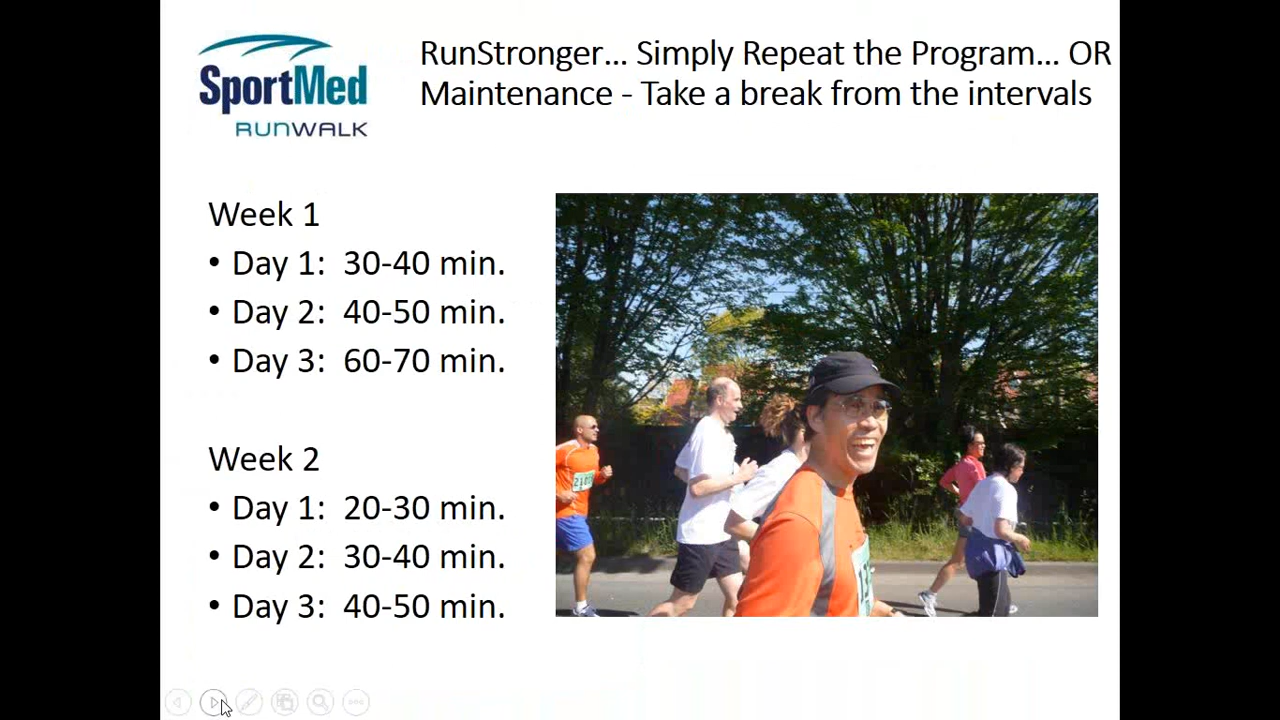 SportMed
RUNWALK
RunStronger... Simply Repeat the Program... OR
Maintenance - Take a break from the intervals
Week 1
• Day 1: 30-40 min.
• Day 2: 40-50 min.
• Day 3: 60-70 min.
Week 2
• Day 1: 20-30 min.
• Day 2: 30-40 min.
• Day 3: 40-50 min.